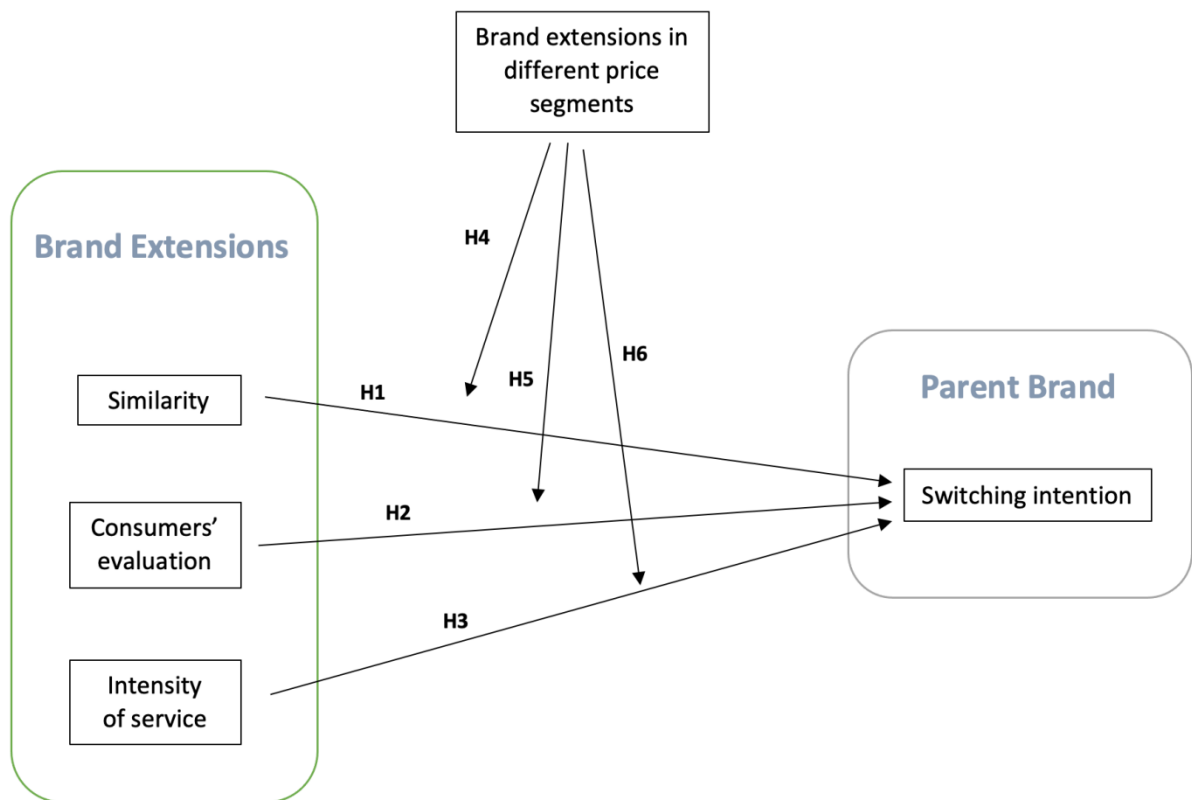 Brand extensions in
different price
segments
Brand Extensions
H4
H5
H6
Similarity
H1
Parent Brand
Switching intention
Consumers’
evaluation
H2
H3
Intensity
of service